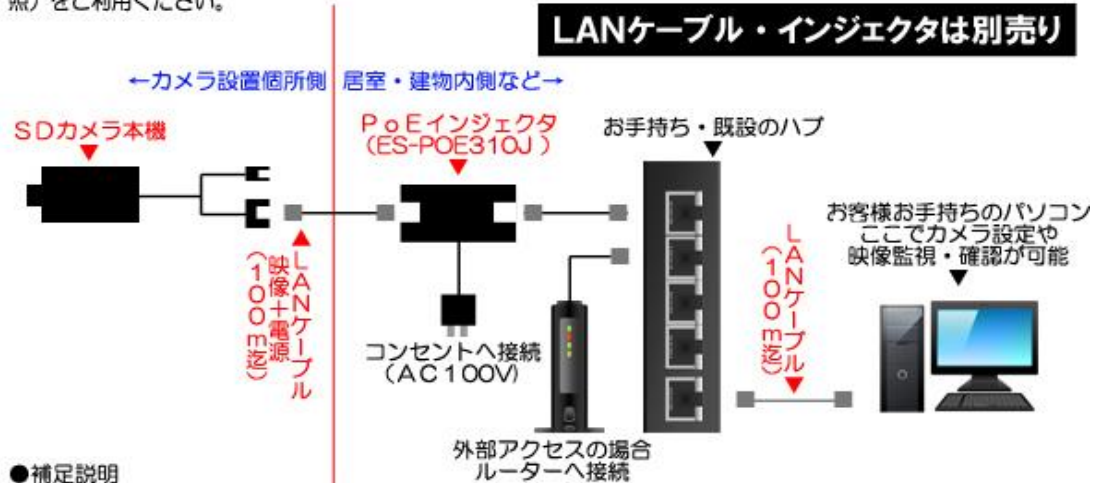 照）をご利用ください。
LANケーブル・インジェクタは別売り
←カメラ設置個所側
居室・建物内側など→
ＳＤカメラ本機
ＰｏＥインジェクタ
（ES-POE310J ）
お手持ち・既設のハブ
お客様お手持ちのパソコン
ここでカメラ設定や
映像監視・確認が可能
ＬＡＮケーブル
映像＋電源
（１００ｍ迄）
コンセントへ接続
（ＡＣ１００V）
ＬＡＮケーブル
（１００ｍ迄）
外部アクセスの場合
ルーターへ接続
●補足説明